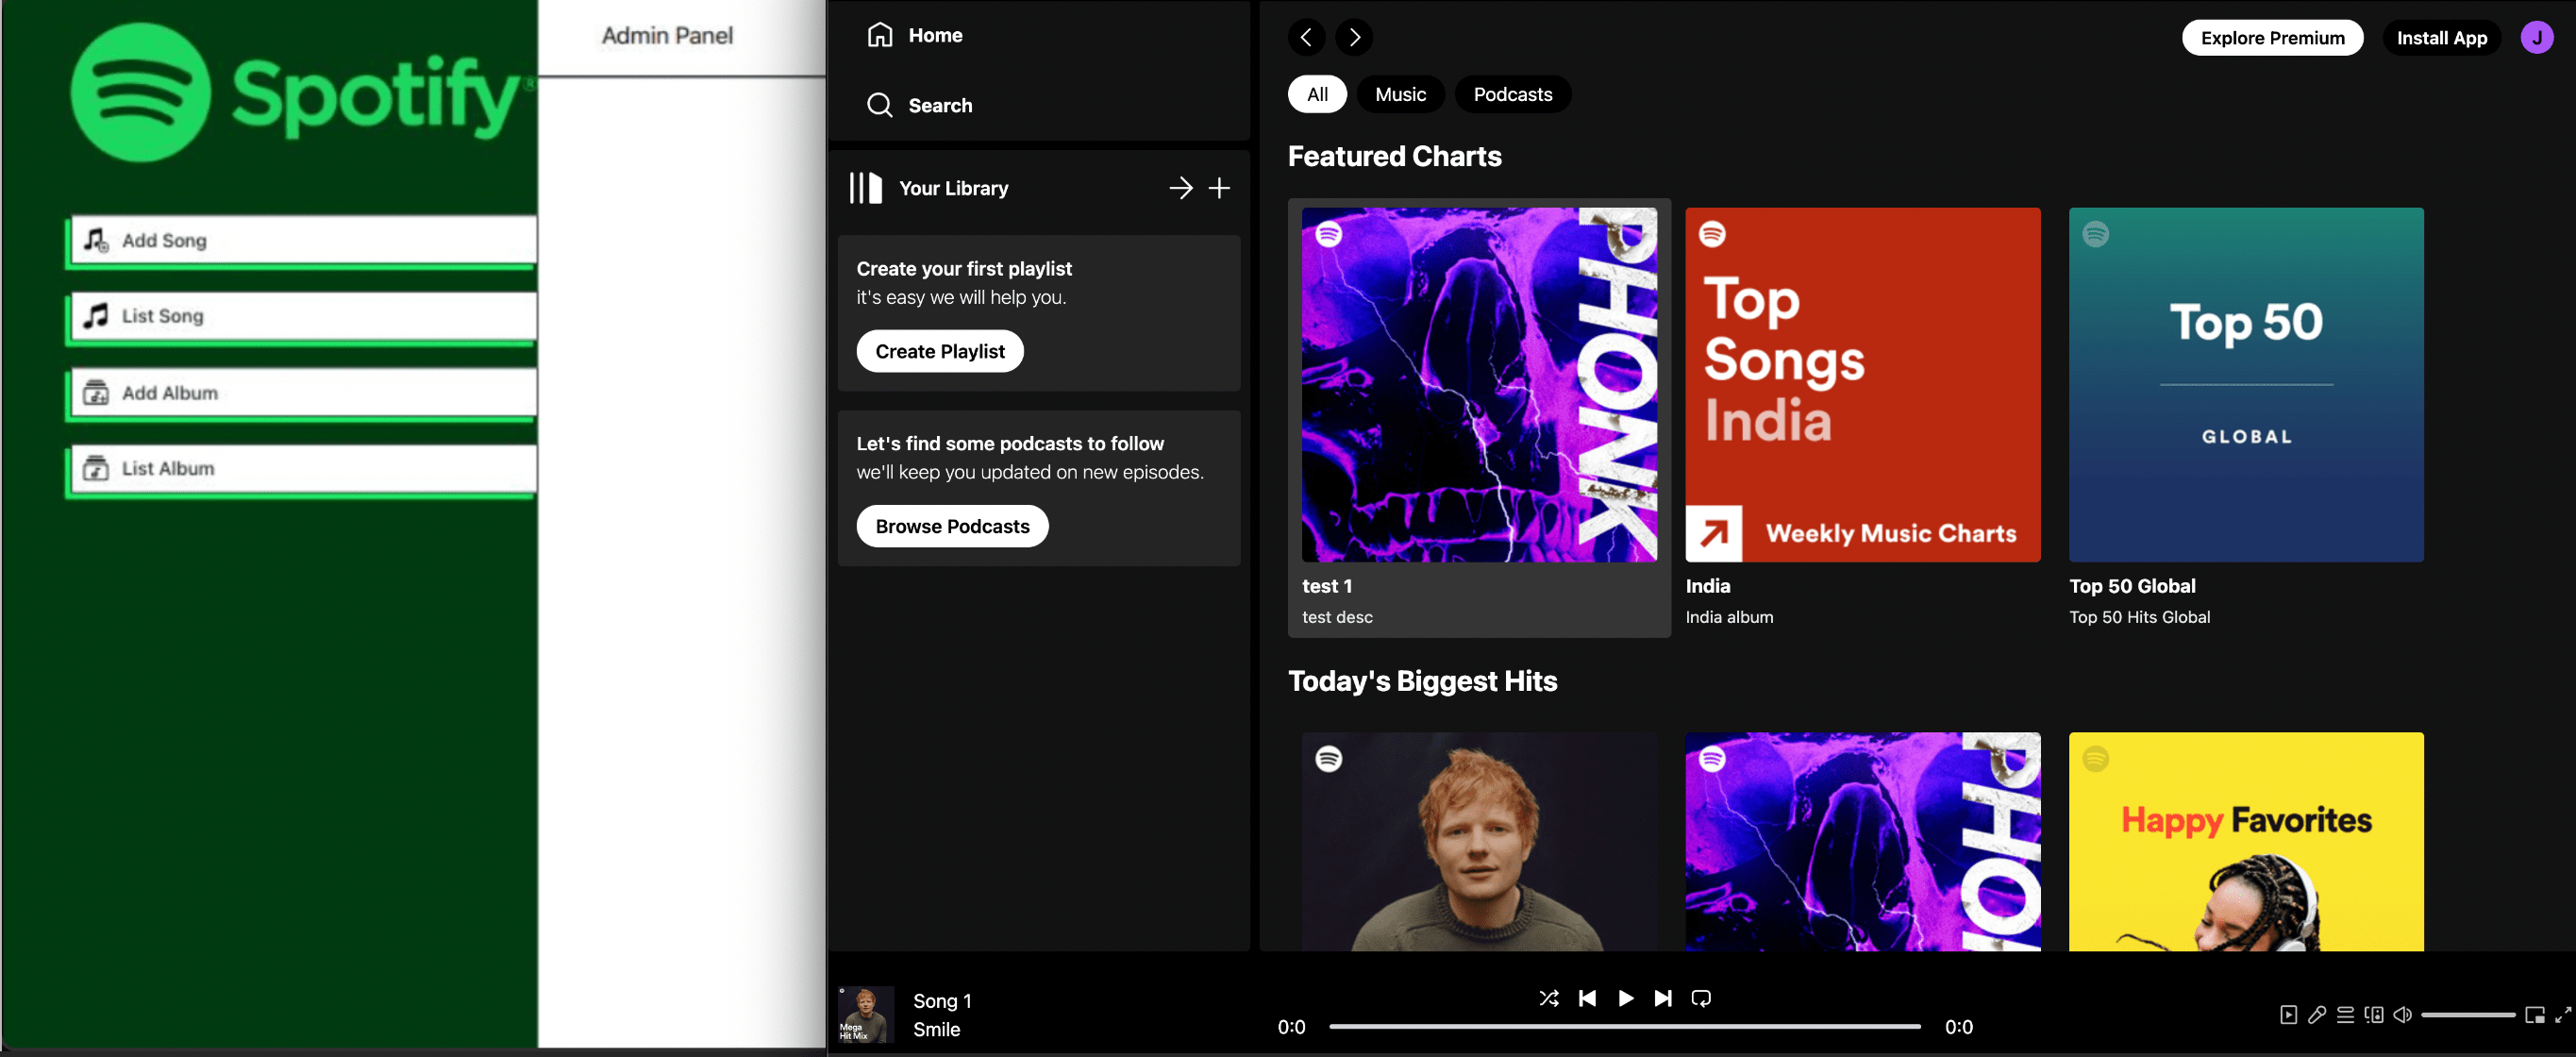 Spotify
Admin Panel
Add Song
List Song
Add Album
List Album
Home
Search
Your Library
Create your first playlist
it's easy we will help you.
Create Playlist
Let's find some podcasts to follow
we'll keep you updated on new episodes.
Browse Podcasts
Explore Premium
Install App
J
All
Music
Podcasts
Featured Charts
PHONK
test 1
test desc
Top
Songs
India
Weekly Music Charts
India
India album
Top 50
GLOBAL
Top 50 Global
Top 50 Hits Global
Today's Biggest Hits
PHON
Happy Favorites
Mega
Hit Mix
Song 1
Smile
0:0
0:0